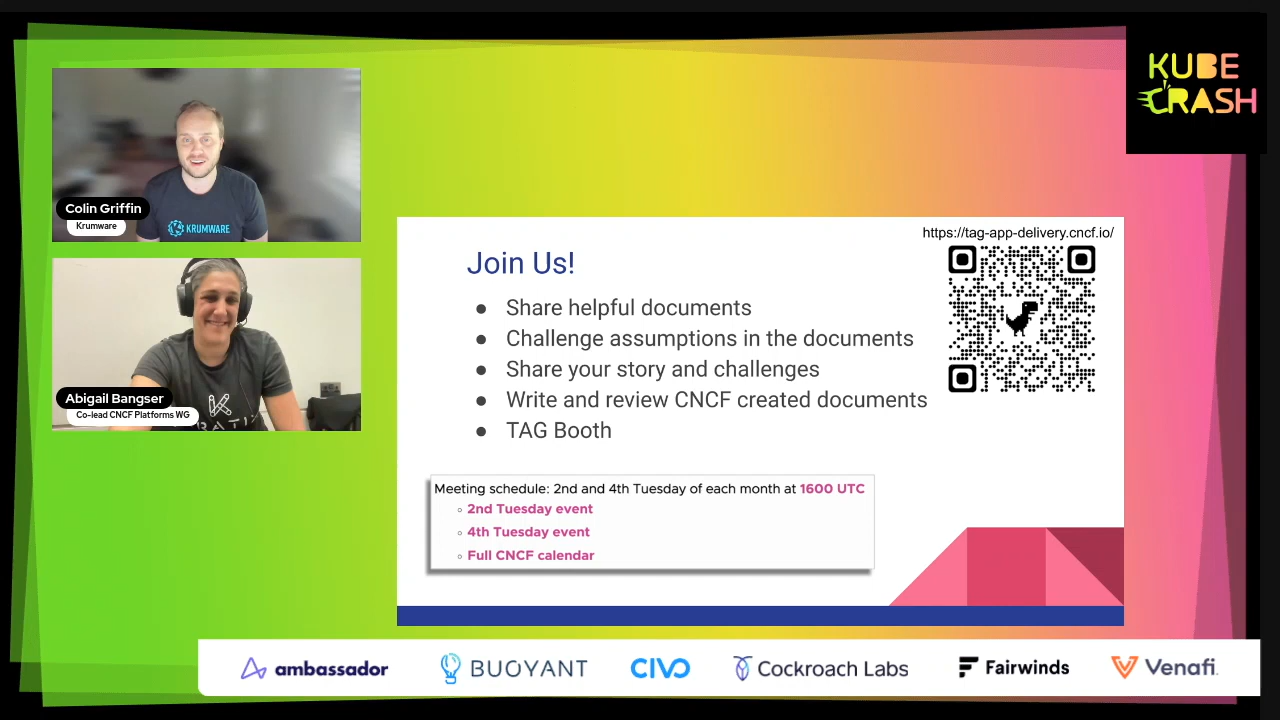 KUBE
CRASH
KRUMWARE
Colin Griffin
Krumware
Abigail Bangser
Co-lead CNCF Platforms WG
https://tag-app-delivery.cncf.io/
Join Us!
● Share helpful documents
● Challenge assumptions in the documents
● Share your story and challenges
● Write and review CNCF created documents
● TAG Booth
Meeting schedule: 2nd and 4th Tuesday of each month at 1600 UTC
◦ 2nd Tuesday event
◦ 4th Tuesday event
◦ Full CNCF calendar
ambassador
BUOYANT
CIVO
Cockroach Labs
Fairwinds
Venafi